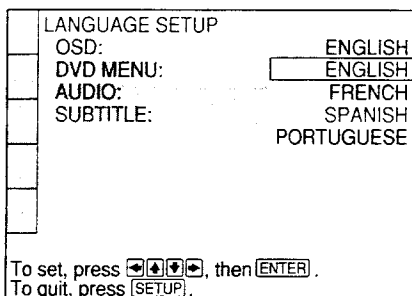 LANGUAGE SETUP
OSD: ENGLISH
DVD MENU: ENGLISH
AUDIO: FRENCH
SUBTITLE: SPANISH
PORTUGUESE
To set, press ←↑↓→, then ENTER.
To quit, press SETUP.